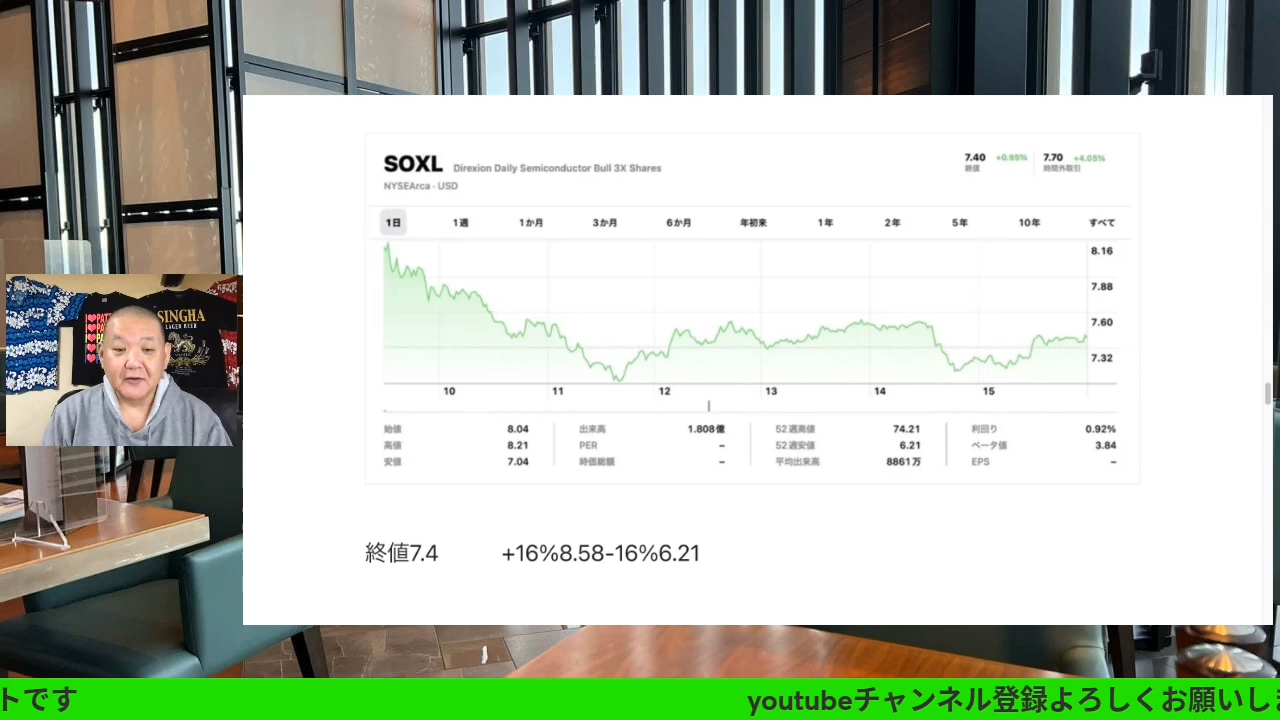 SOXL Direxion Daily Semiconductor Bull 3X Shares
NYSEArca · USD
7.40 +0.95% 7.70 +4.05%
終値 時間外取引
1日 1週 1か月 3か月 6か月 年初来 1年 2年 5年 10年 すべて
8.16
7.88
7.60
7.32
10 11 12 13 14 15
始値 8.04 出来高 1.808億 52週高値 74.21 利回り 0.92%
高値 8.21 PER – 52週安値 6.21 ベータ値 3.84
安値 7.04 時価総額 – 平均出来高 8861万 EPS –
SINGHA
LAGER BEER
終値7.4 +16%8.58-16%6.21
トです youtubeチャンネル登録よろしくお願いしま